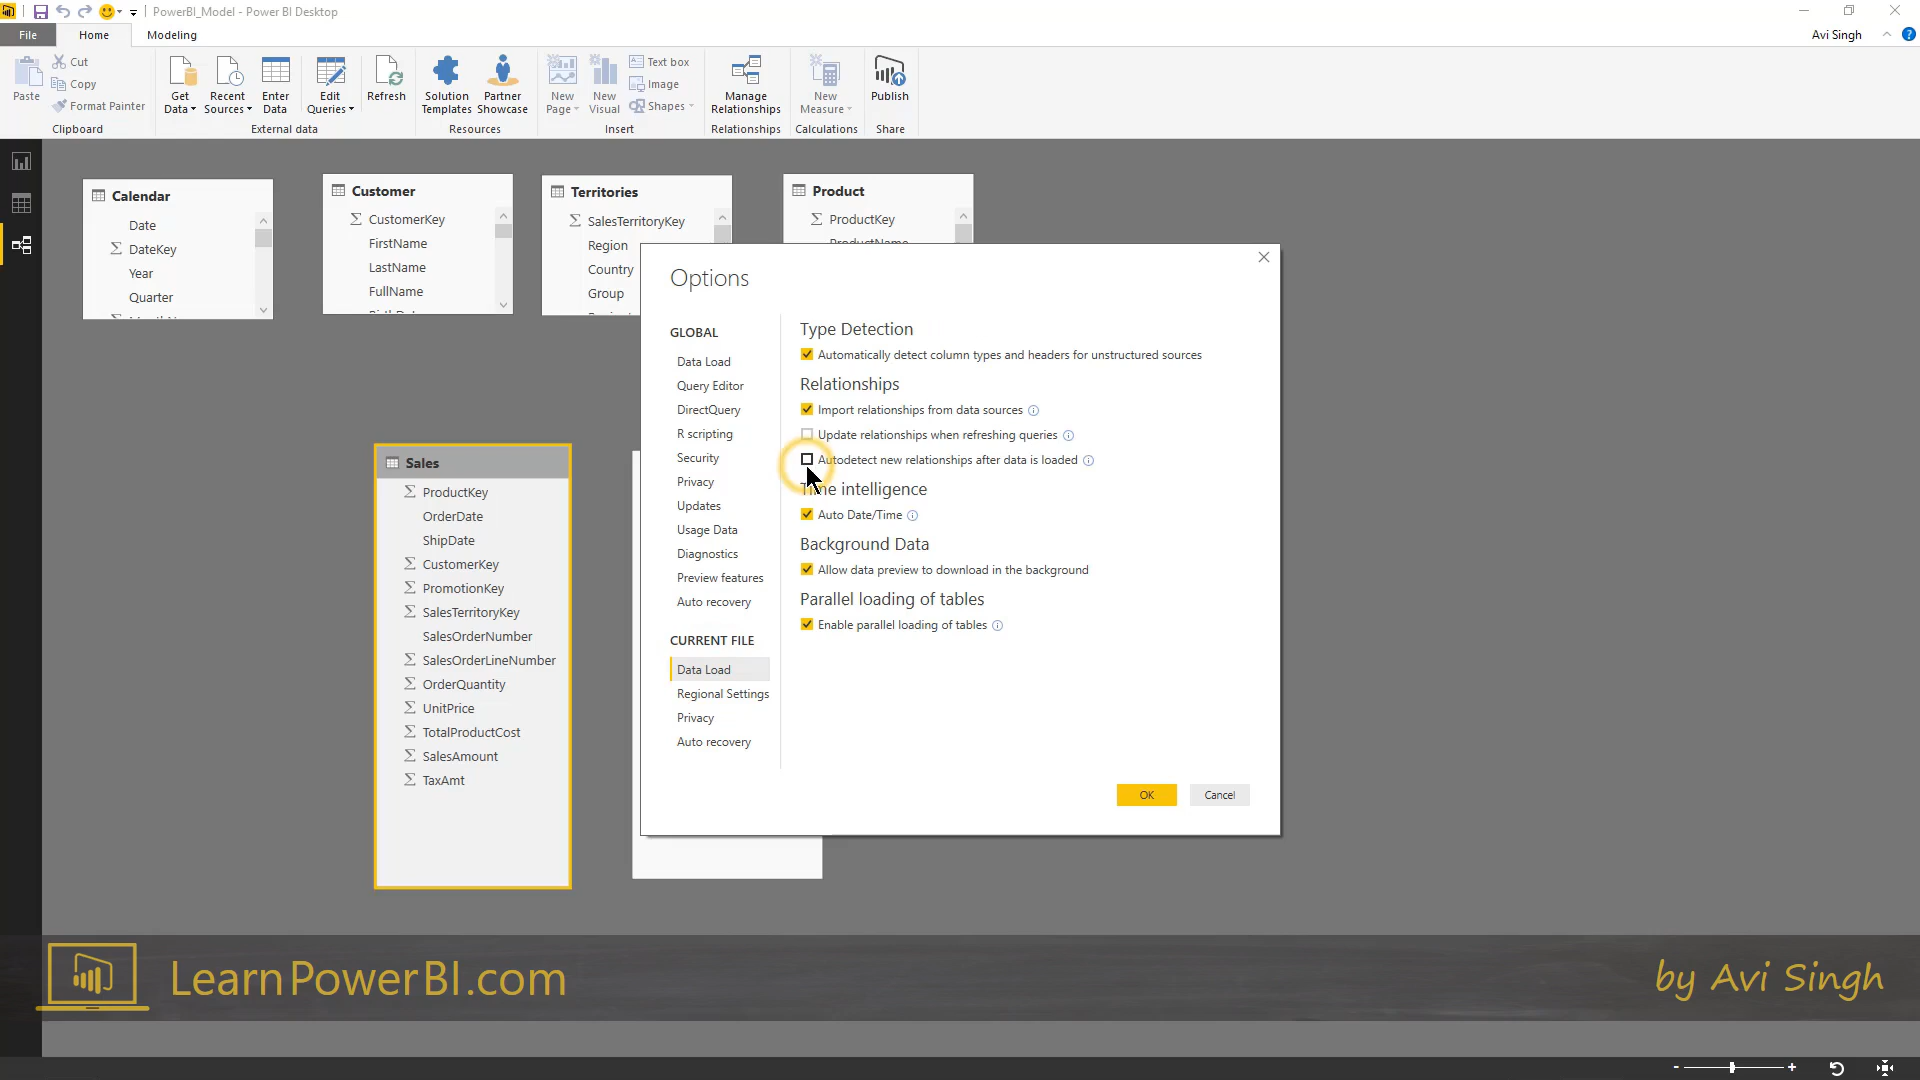 PowerBI_Model - Power BI Desktop
File Home Modeling Avi Singh
Paste
Cut
Copy
Format Painter
Clipboard
Get Data
Recent Sources
Enter Data
Edit Queries
External data
Refresh
Solution Templates
Partner Showcase
Resources
New Page
New Visual
Text box
Image
Shapes
Insert
Manage Relationships
Relationships
New Measure
Calculations
Publish
Share
Calendar
Date
DateKey
Year
Quarter
Customer
CustomerKey
FirstName
LastName
FullName
Territories
SalesTerritoryKey
Region
Country
Group
Product
ProductKey
ProductName
Sales
ProductKey
OrderDate
ShipDate
CustomerKey
PromotionKey
SalesTerritoryKey
SalesOrderNumber
SalesOrderLineNumber
OrderQuantity
UnitPrice
TotalProductCost
SalesAmount
TaxAmt
Options
GLOBAL
Data Load
Query Editor
DirectQuery
R scripting
Security
Privacy
Updates
Usage Data
Diagnostics
Preview features
Auto recovery
CURRENT FILE
Data Load
Regional Settings
Privacy
Auto recovery
Type Detection
Automatically detect column types and headers for unstructured sources
Relationships
Import relationships from data sources
Update relationships when refreshing queries
Autodetect new relationships after data is loaded
Time intelligence
Auto Date/Time
Background Data
Allow data preview to download in the background
Parallel loading of tables
Enable parallel loading of tables
OK Cancel
LearnPowerBI.com
by Avi Singh